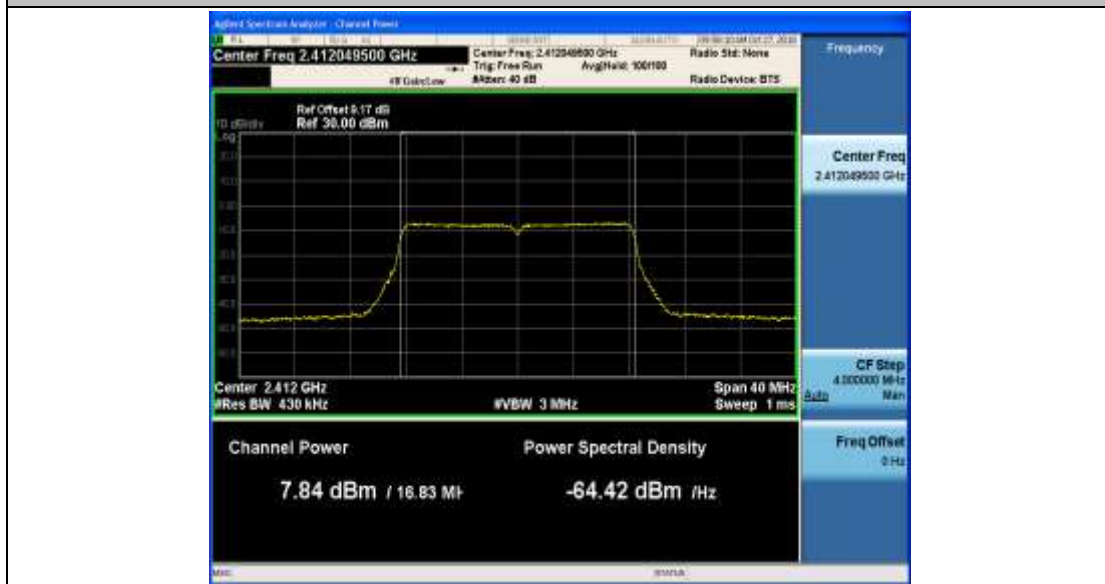 Agilent Spectrum Analyzer - Channel Power
Center Freq 2.412049500 GHz
Center Freq: 2.412049500 GHz
Radio Std: None
Trig: Free Run
Avg|Hold: 100/100
#IFGain:Low
#Atten: 40 dB
Radio Device: BTS
Frequency
Ref Offset 9.17 dB
10 dB/div
Ref 30.00 dBm
Log
Center Freq
2.412049500 GHz
Center 2.412 GHz
Span 40 MHz
#Res BW 430 kHz
#VBW 3 MHz
Sweep 1 ms
CF Step
4.000000 MHz
Auto
Man
Channel Power
Power Spectral Density
Freq Offset
0 Hz
7.84 dBm / 16.83 MH
-64.42 dBm /Hz
MSG
STATUS